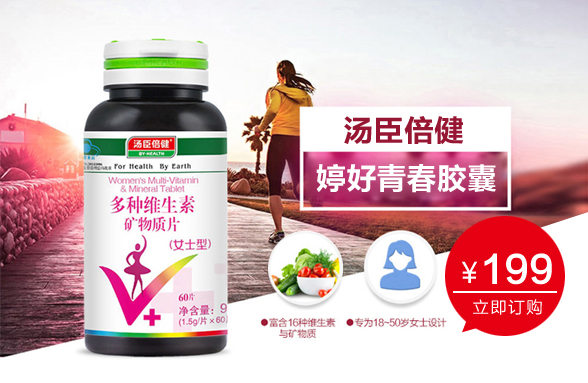 汤臣倍健
BY-HEALTH
For Health By Earth
Women's Multi-Vitamin
& Mineral Tablet
多种维生素
矿物质片
(女士型)
V+
60片
净含量: 9
(1.5g/片×60
汤臣倍健
婷好青春胶囊
富含16种维生素
与矿物质
专为18~50岁女士设计
¥199
立即订购